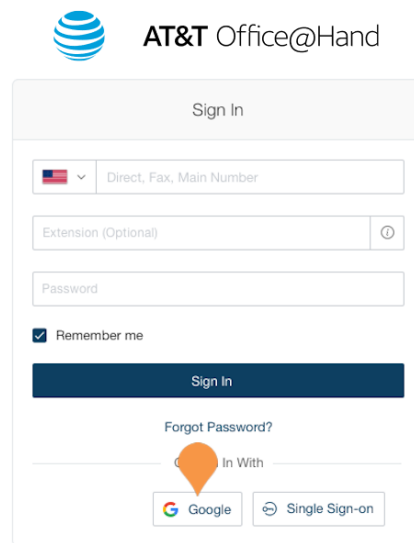 AT&T Office@Hand
Sign In
Direct, Fax, Main Number
Extension (Optional)
Password
Remember me
Sign In
Forgot Password?
In With
Google
Single Sign-on